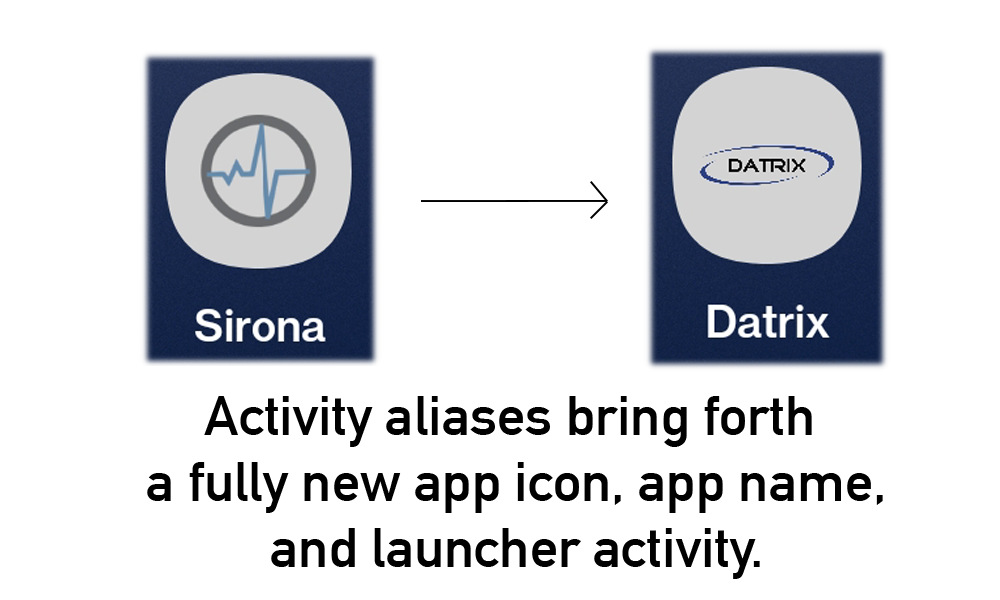 DATRIX
Sirona
Datrix
Activity aliases bring forth
a fully new app icon, app name,
and launcher activity.